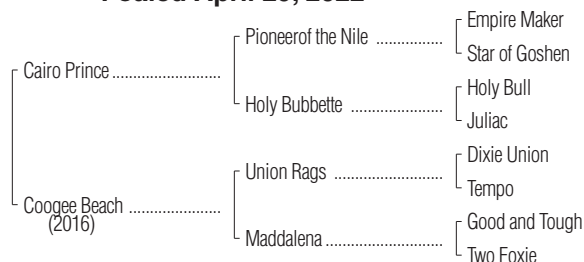 Foaled April 20, 2022
Empire Maker
Pioneerof the Nile ................
Star of Goshen
Cairo Prince ..........................
Holy Bull
Holy Bubbette ......................
Juliac
Dixie Union
Union Rags ..........................
Tempo
Coogee Beach ......................
(2016)
Good and Tough
Maddalena ............................
Two Foxie